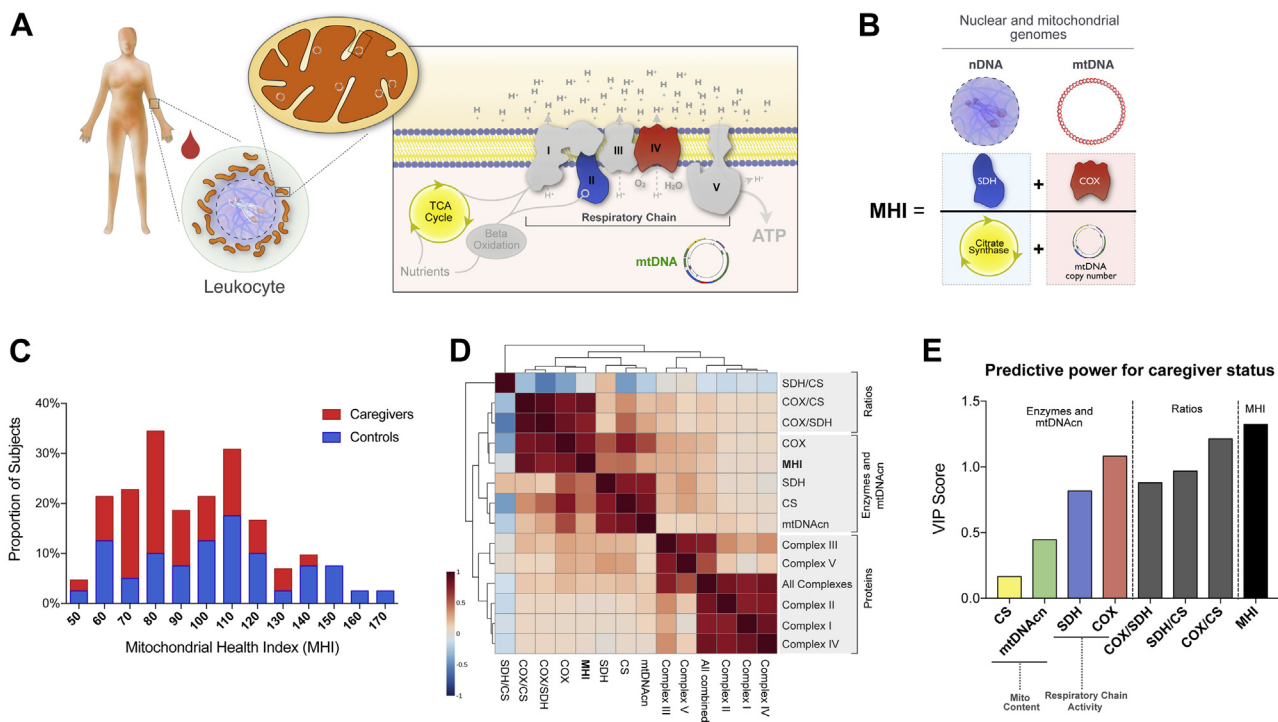 A
Leukocyte
H+ H+ H+ H+ H+ H+ H+
H+ H+ H+ H+ H+ H+
H+ H+ H+ H+ H+ H+ H+ H+ H+
I
II
III
IV
V
O₂
H₂O
H+
H+
H+
H+
TCA
Cycle
Beta
Oxidation
Nutrients
Respiratory Chain
ATP
mtDNA
B
Nuclear and mitochondrial
genomes
nDNA mtDNA
SDH + COX
MHI =
Citrate
Synthase
+
mtDNA
copy number
C
40%
30%
20%
10%
0%
Proportion of Subjects
Caregivers
Controls
50 60 70 80 90 100 110 120 130 140 150 160 170
Mitochondrial Health Index (MHI)
D
SDH/CS
COX/CS
COX/SDH
COX
MHI
SDH
CS
mtDNAcn
Complex III
Complex V
All Complexes
Complex II
Complex I
Complex IV
Ratios
Enzymes and
mtDNAcn
Proteins
1
0.5
0
-0.5
-1
SDH/CS
COX/CS
COX/SDH
COX
MHI
SDH
CS
mtDNAcn
Complex III
Complex V
All combined
Complex II
Complex I
Complex IV
E
Predictive power for caregiver status
Enzymes and
mtDNAcn
Ratios
MHI
1.5
1.0
0.5
0.0
VIP Score
CS
mtDNAcn
SDH
COX
COX/SDH
SDH/CS
COX/CS
MHI
Mito
Content
Respiratory Chain
Activity